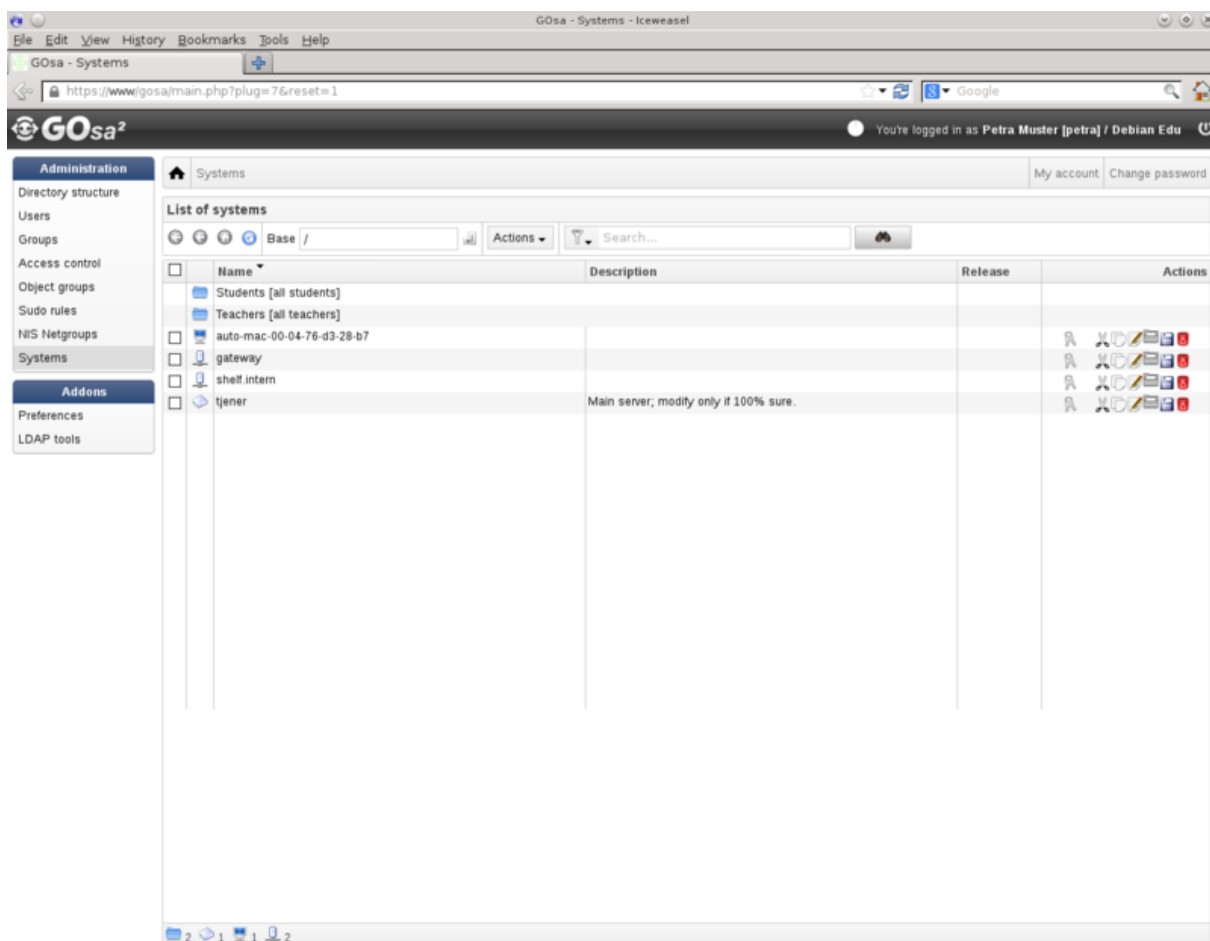 GOsa - Systems - Iceweasel
File Edit View History Bookmarks Tools Help
GOsa - Systems
https://www/gosa/main.php?plug=7&reset=1
Google
GOsa²
You're logged in as Petra Muster [petra] / Debian Edu
Administration
Directory structure
Users
Groups
Access control
Object groups
Sudo rules
NIS Netgroups
Systems
Addons
Preferences
LDAP tools
Systems
My account Change password
List of systems
Base / Actions Search...
Name Description Release Actions
Students [all students]
Teachers [all teachers]
auto-mac-00-04-76-d3-28-b7
gateway
shelf.intern
tjener Main server; modify only if 100% sure.
2 1 1 2